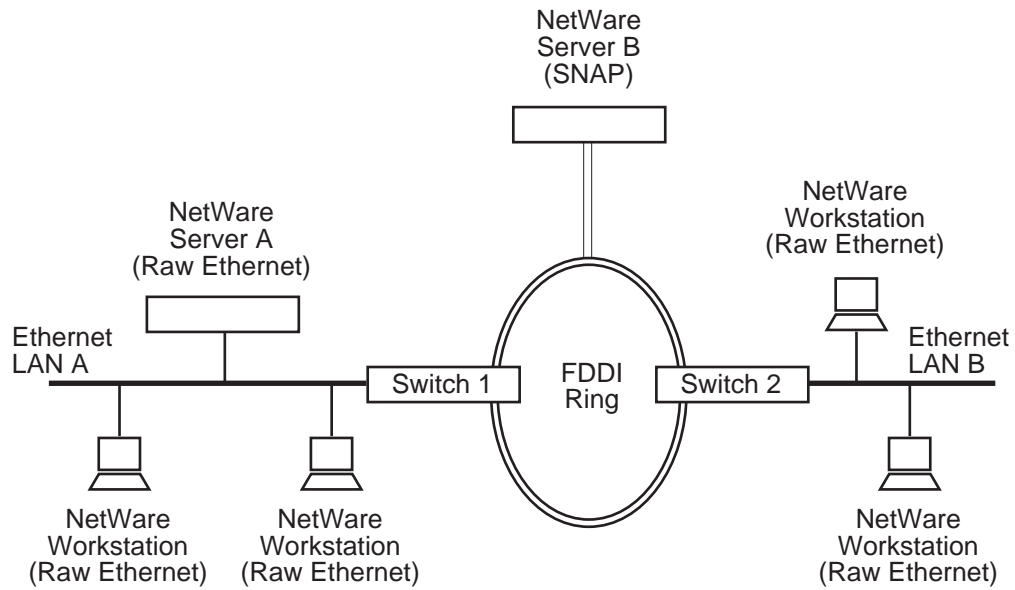 NetWare
Server B
(SNAP)
NetWare
Server A
(Raw Ethernet)
NetWare
Workstation
(Raw Ethernet)
Ethernet
LAN A
Switch 1
FDDI
Ring
Switch 2
Ethernet
LAN B
NetWare
Workstation
(Raw Ethernet)
NetWare
Workstation
(Raw Ethernet)
NetWare
Workstation
(Raw Ethernet)